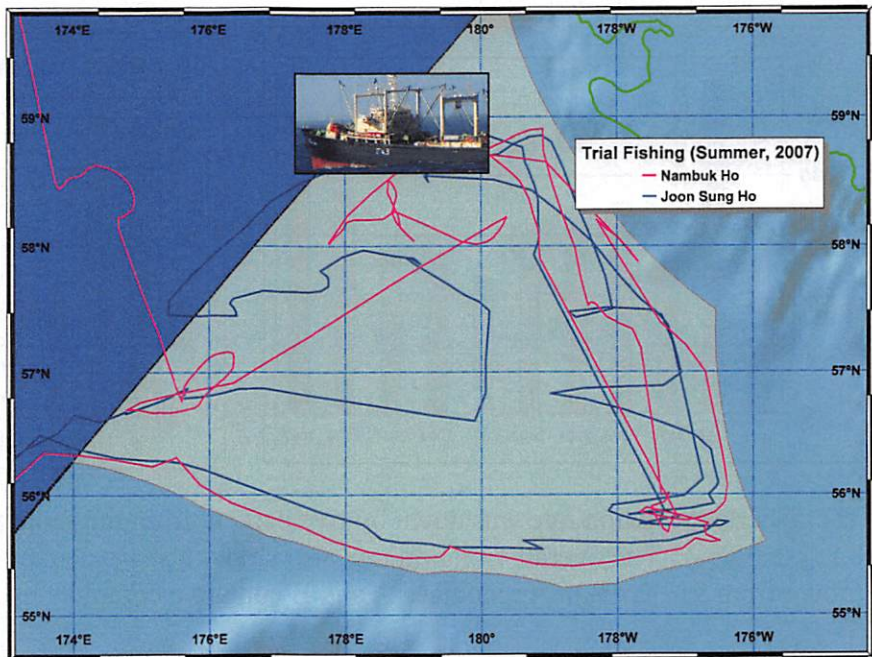 174°E 176°E 178°E 180° 178°W 176°W
59°N 59°N
Trial Fishing (Summer, 2007)
Nambuk Ho
Joon Sung Ho
58°N 58°N
57°N 57°N
56°N 56°N
55°N 55°N
174°E 176° 178°E 180° 178°W 176°W